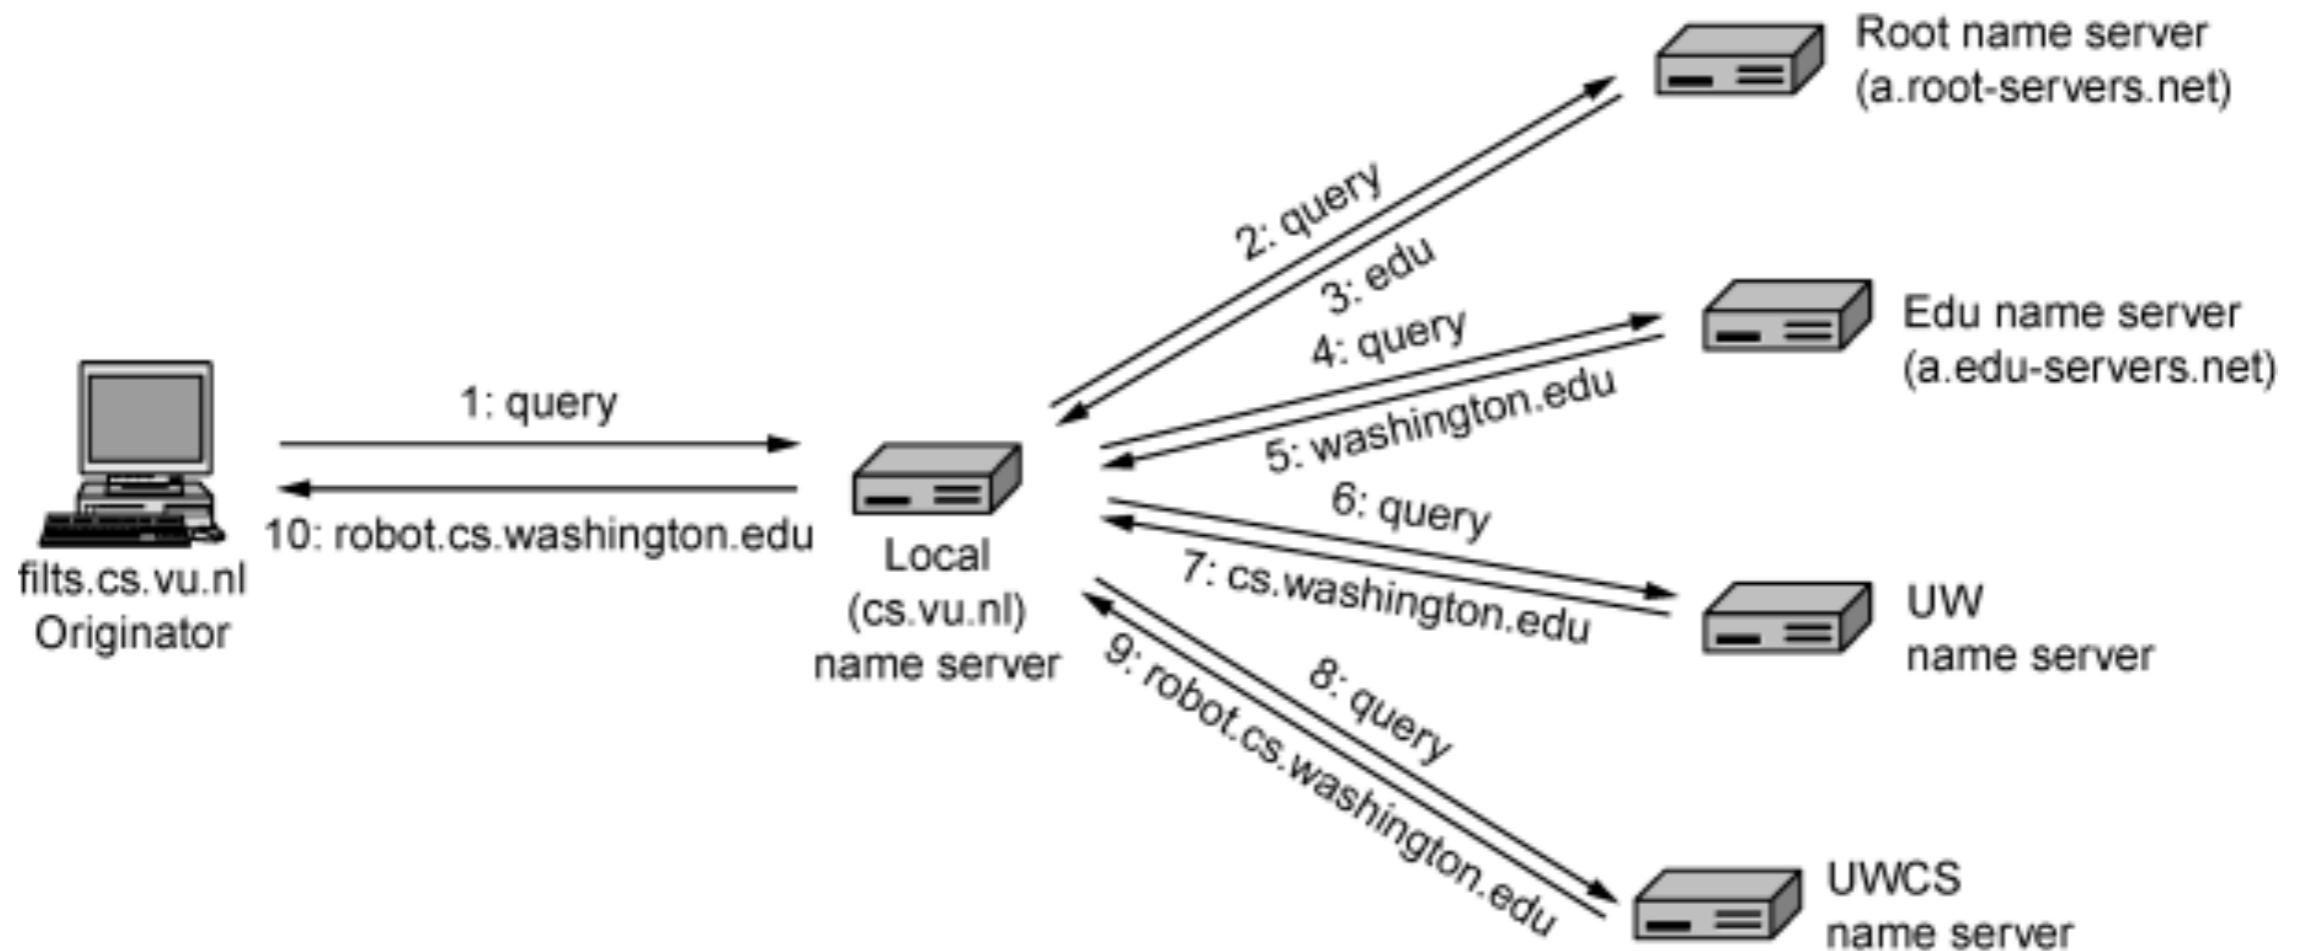 Root name server
(a.root-servers.net)
2: query
3: edu
Edu name server
(a.edu-servers.net)
4: query
5: washington.edu
1: query
10: robot.cs.washington.edu
filts.cs.vu.nl
Originator
Local
(cs.vu.nl)
name server
6: query
7: cs.washington.edu
UW
name server
8: query
9: robot.cs.washington.edu
UWCS
name server